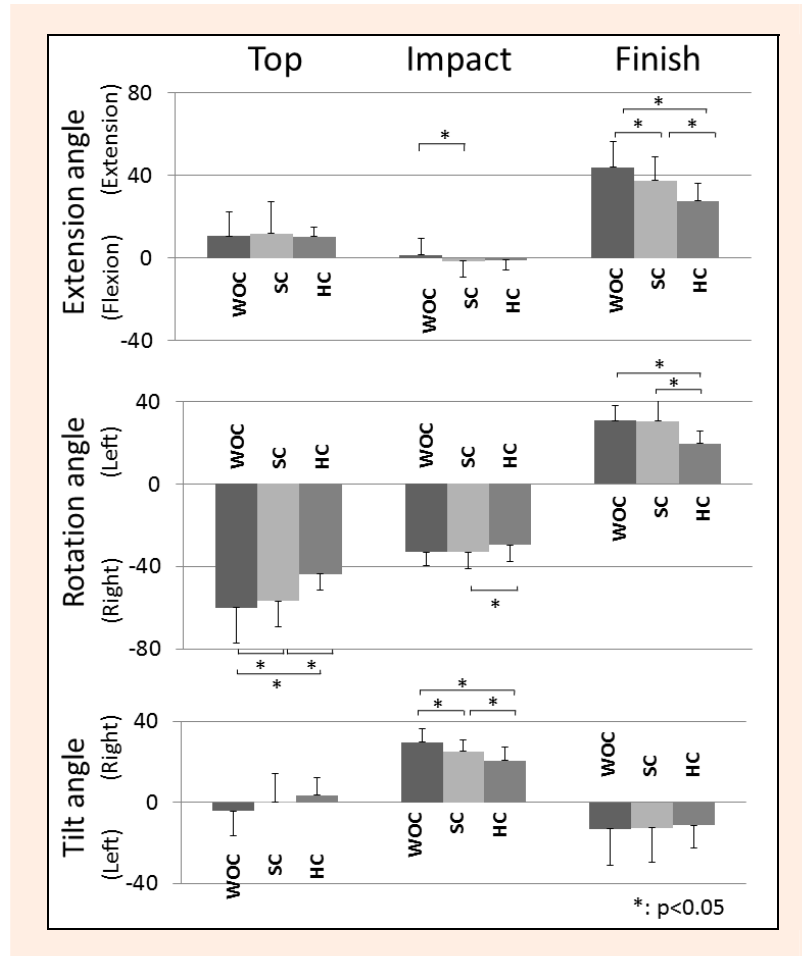 Top Impact Finish
Extension angle
(Flexion) (Extension)
80
40
0
-40
* 
*
* *
WOC SC HC
WOC SC HC
WOC SC HC
Rotation angle
(Right) (Left)
40
0
-40
-80
*
*
WOC SC HC
WOC SC HC
WOC SC HC
*
* *
*
Tilt angle
(Left) (Right)
40
0
-40
*
* *
WOC SC HC
WOC SC HC
WOC SC HC
*: p<0.05